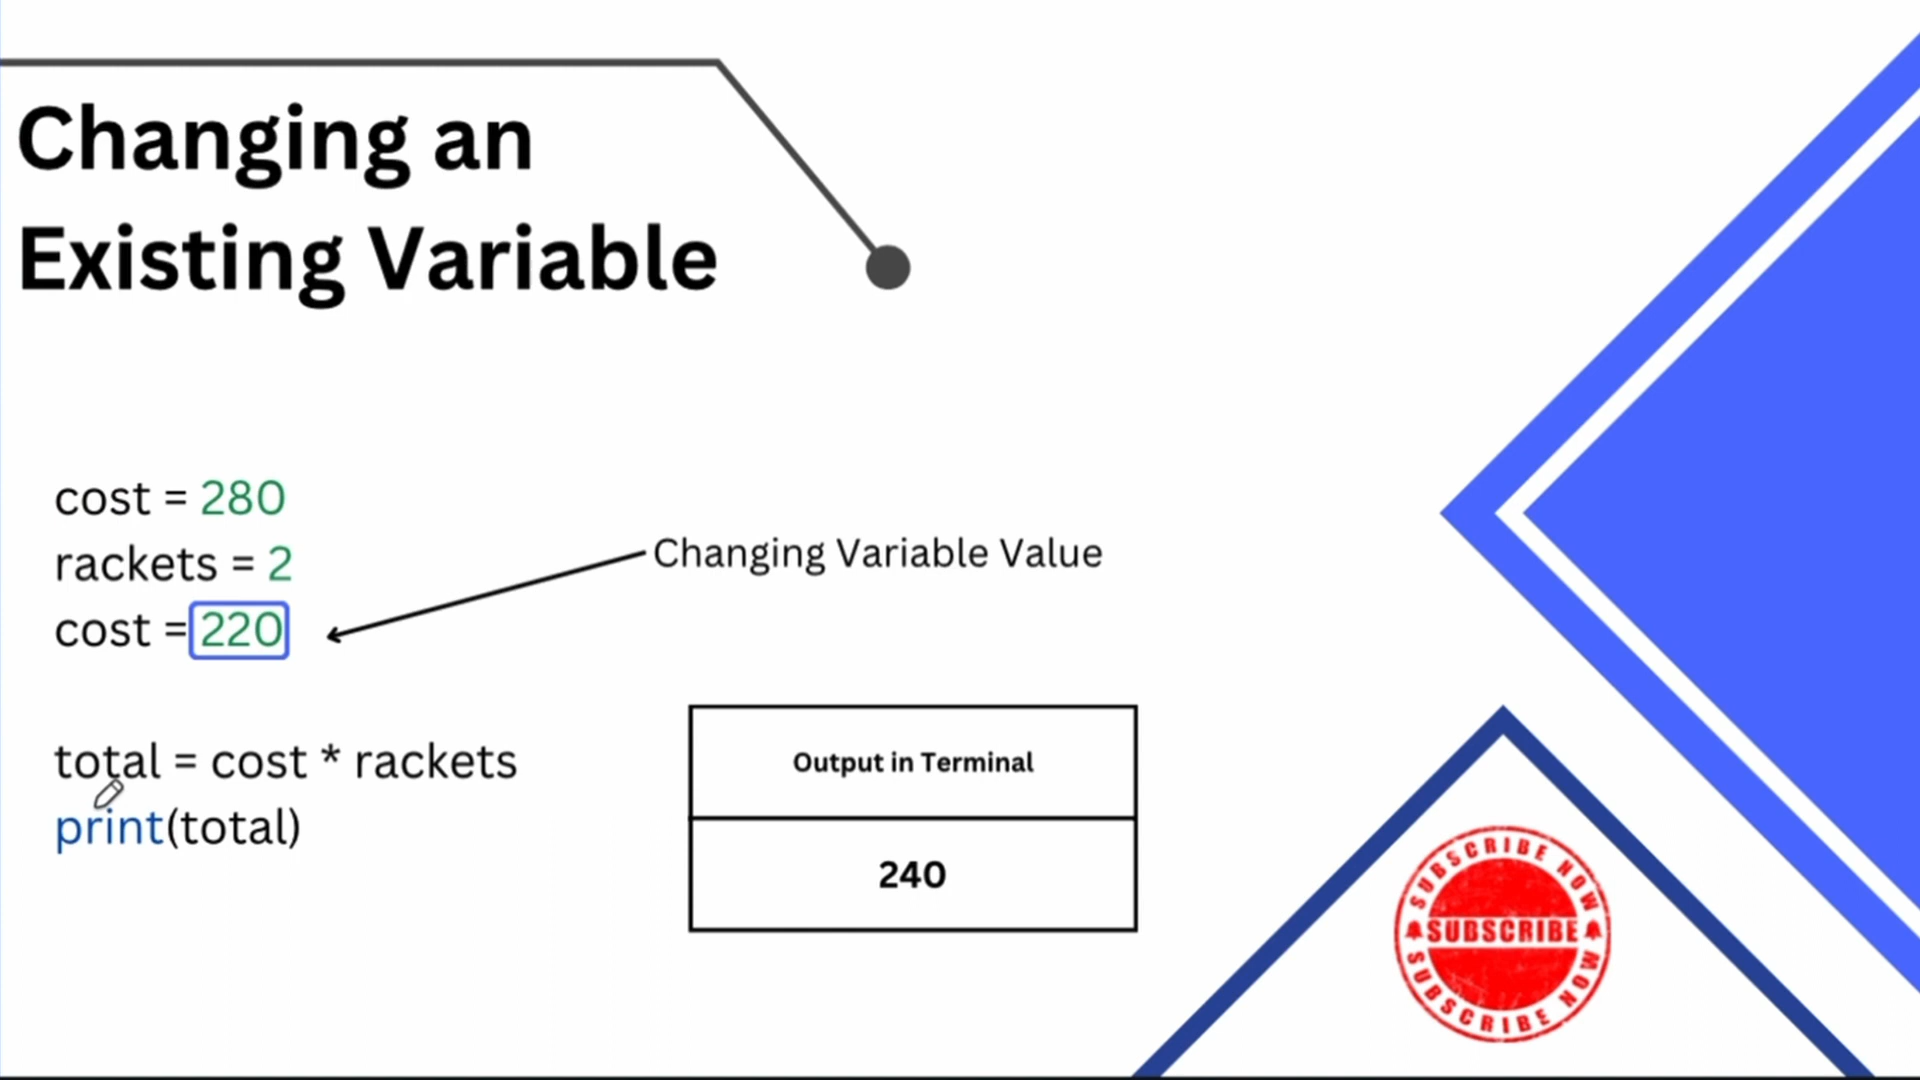 Changing an
Existing Variable
cost = 280
rackets = 2
cost = 220
Changing Variable Value
total = cost * rackets
print(total)
Output in Terminal
240
SUBSCRIBE NOW
SUBSCRIBE
SUBSCRIBE NOW